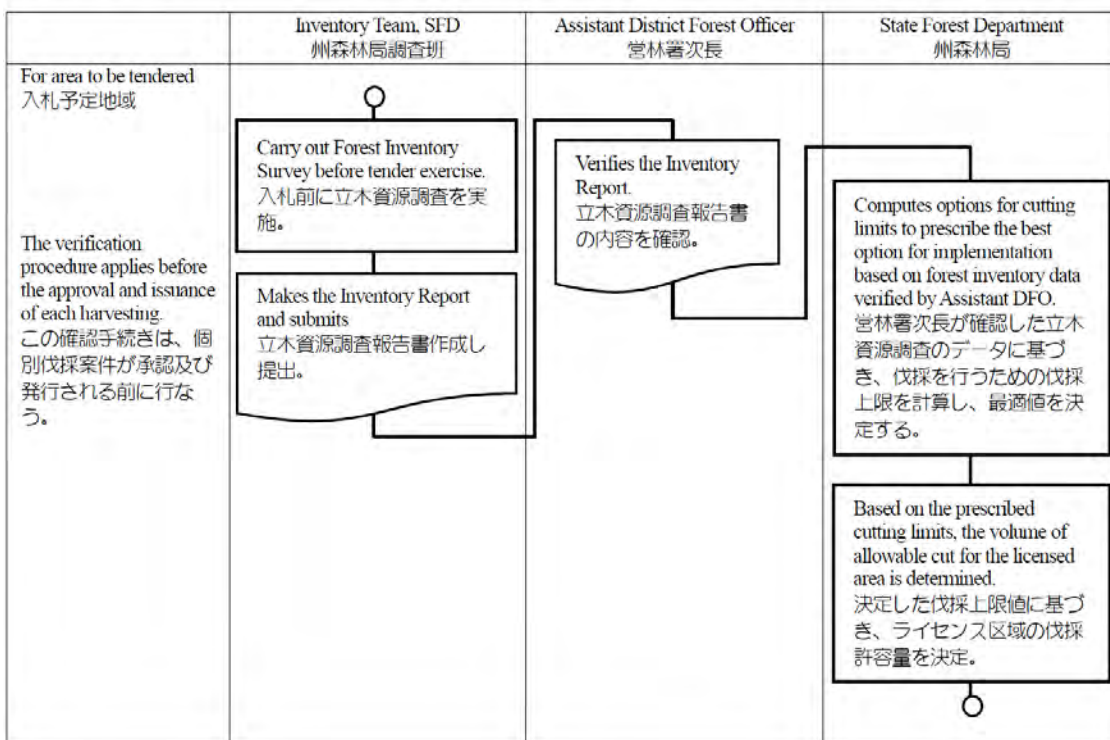 Inventory Team, SFD
州森林局調査班
Assistant District Forest Officer
営林署次長
State Forest Department
州森林局
For area to be tendered
入札予定地域
The verification
procedure applies before
the approval and issuance
of each harvesting.
この確認手続きは、個
別伐採案件が承認及び
発行される前に行な
う。
Carry out Forest Inventory
Survey before tender exercise.
入札前に立木資源調査を実
施。
Makes the Inventory Report
and submits
立木資源調査報告書作成し
提出。
Verifies the Inventory
Report.
立木資源調査報告書
の内容を確認。
Computes options for cutting
limits to prescribe the best
option for implementation
based on forest inventory data
verified by Assistant DFO.
営林署次長が確認した立木
資源調査のデータに基づ
き、伐採を行うための伐採
上限を計算し、最適値を決
定する。
Based on the prescribed
cutting limits, the volume of
allowable cut for the licensed
area is determined.
決定した伐採上限値に基づ
き、ライセンス区域の伐採
許容量を決定。